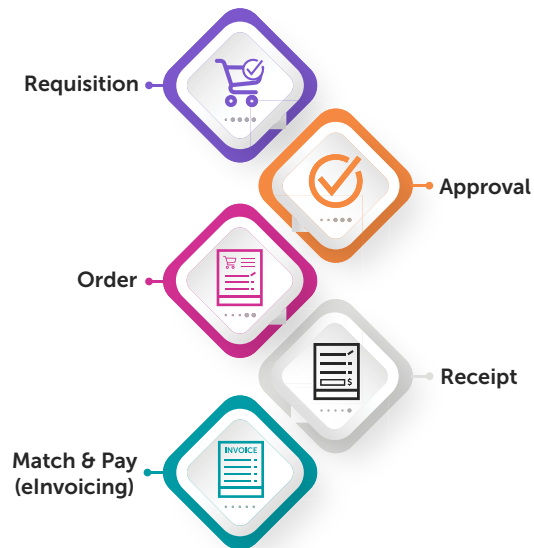 Requisition
Approval
Order
$
Receipt
INVOICE
Match & Pay
(eInvoicing)